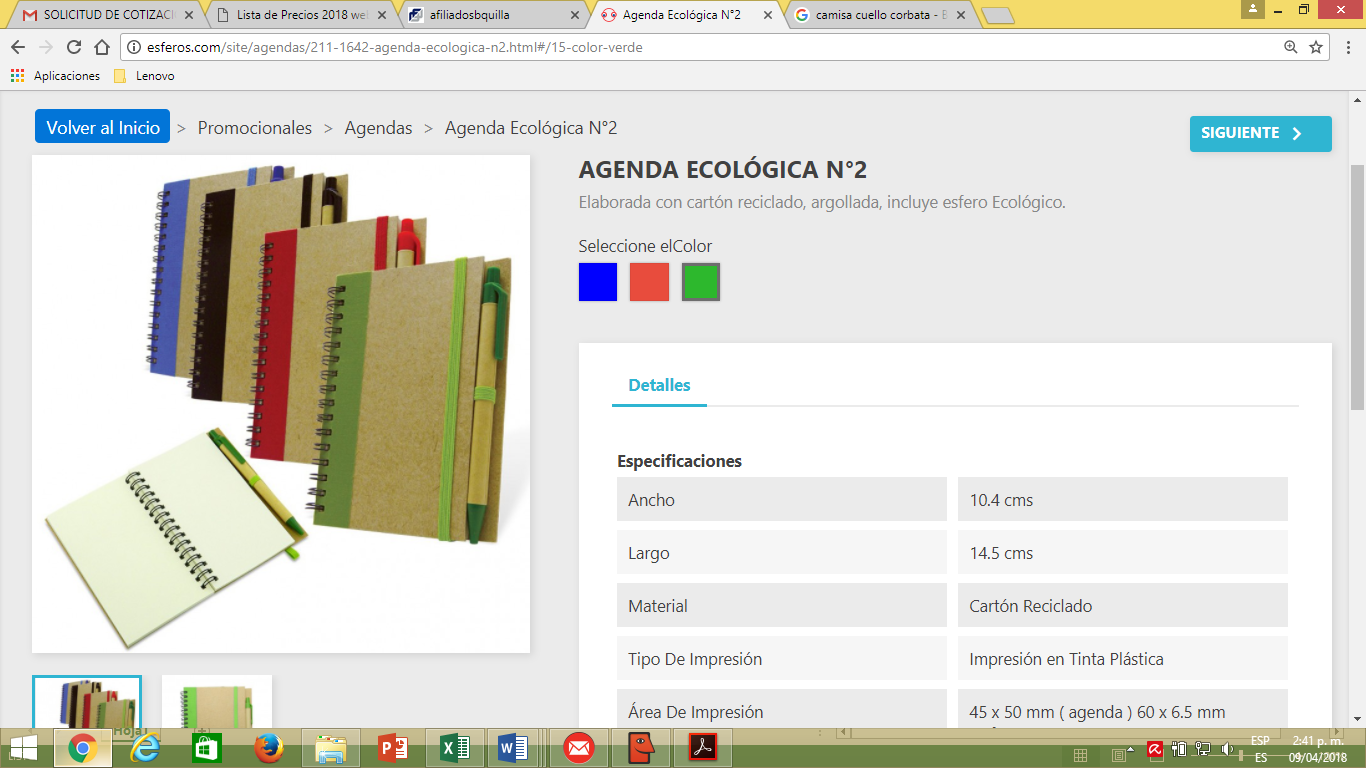 SOLICITUD DE COTIZACI
Lista de Precios 2018 wel
afiliadosbquilla
Agenda Ecológica N°2
camisa cuello corbata - B
esferos.com/site/agendas/211-1642-agenda-ecologica-n2.html#/15-color-verde
Aplicaciones
Lenovo
Volver al Inicio > Promocionales > Agendas > Agenda Ecológica N°2
SIGUIENTE
AGENDA ECOLÓGICA N°2
Elaborada con cartón reciclado, argollada, incluye esfero Ecológico.
Seleccione elColor
Detalles
Especificaciones
Ancho 10.4 cms
Largo 14.5 cms
Material Cartón Reciclado
Tipo De Impresión Impresión en Tinta Plástica
Área De Impresión 45 x 50 mm ( agenda ) 60 x 6.5 mm
Hoja1
ESP 2:41 p. m.
ES 09/04/2018